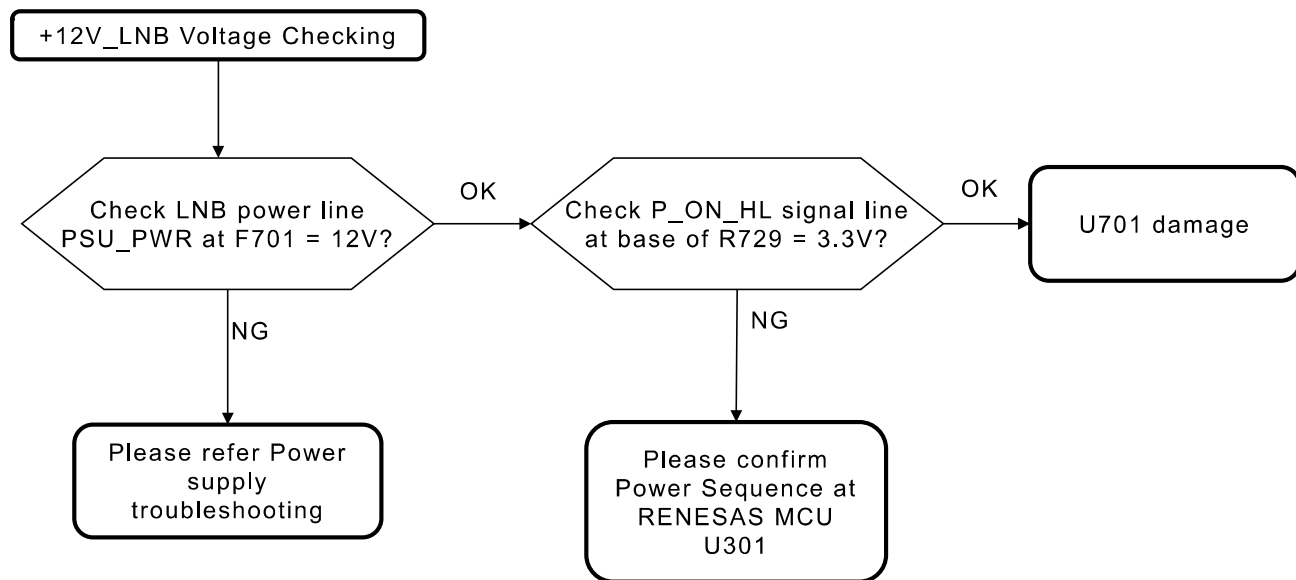 +12V_LNB Voltage Checking
Check LNB power line
PSU_PWR at F701 = 12V?
OK
Check P_ON_HL signal line
at base of R729 = 3.3V?
OK
U701 damage
NG
NG
Please refer Power
supply
troubleshooting
Please confirm
Power Sequence at
RENESAS MCU
U301